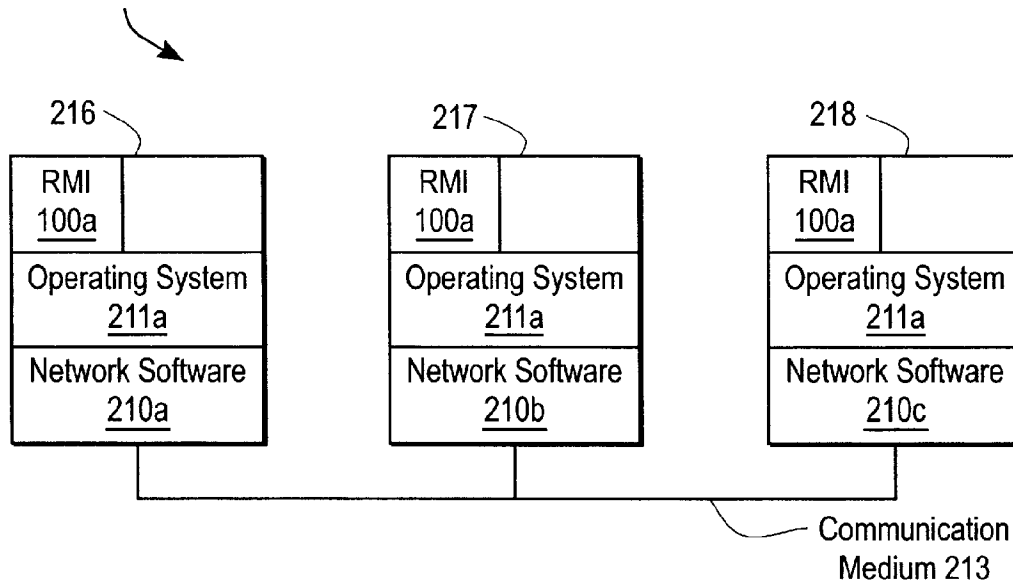 216
217
218
RMI
100a
RMI
100a
RMI
100a
Operating System
211a
Operating System
211a
Operating System
211a
Network Software
210a
Network Software
210b
Network Software
210c
Communication
Medium 213